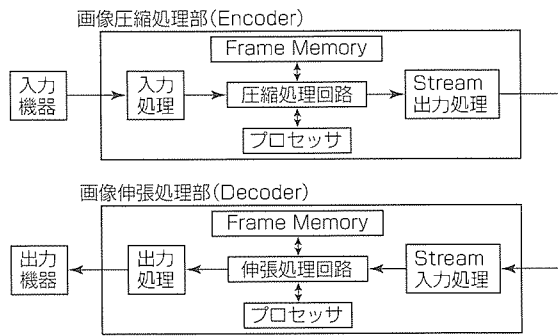 画像圧縮処理部(Encoder)
Frame Memory
入力
機器
入力
処理
圧縮処理回路
Stream
出力処理
プロセッサ
画像伸張処理部(Decoder)
Frame Memory
出力
機器
出力
処理
伸張処理回路
Stream
入力処理
プロセッサ